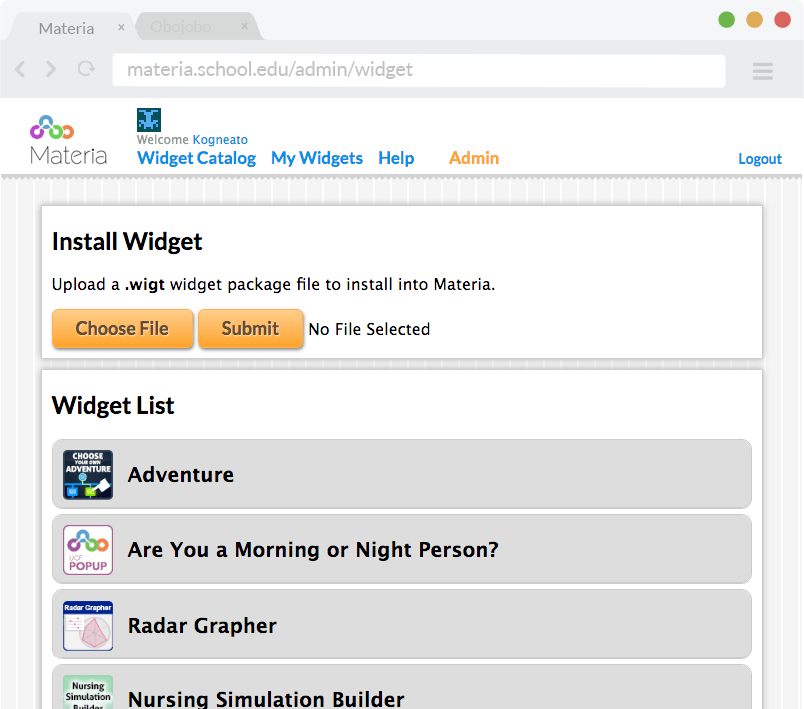 Materia × Obojobo ×
materia.school.edu/admin/widget
Materia
Welcome Kogneato
Widget Catalog My Widgets Help Admin Logout
Install Widget
Upload a .wigt widget package file to install into Materia.
Choose File Submit No File Selected
Widget List
CHOOSE
YOUR OWN
ADVENTURE
Adventure
UCF
POPUP
Are You a Morning or Night Person?
Radar Grapher
Radar Grapher
Nursing
Simulation
Builder
Nursing Simulation Builder